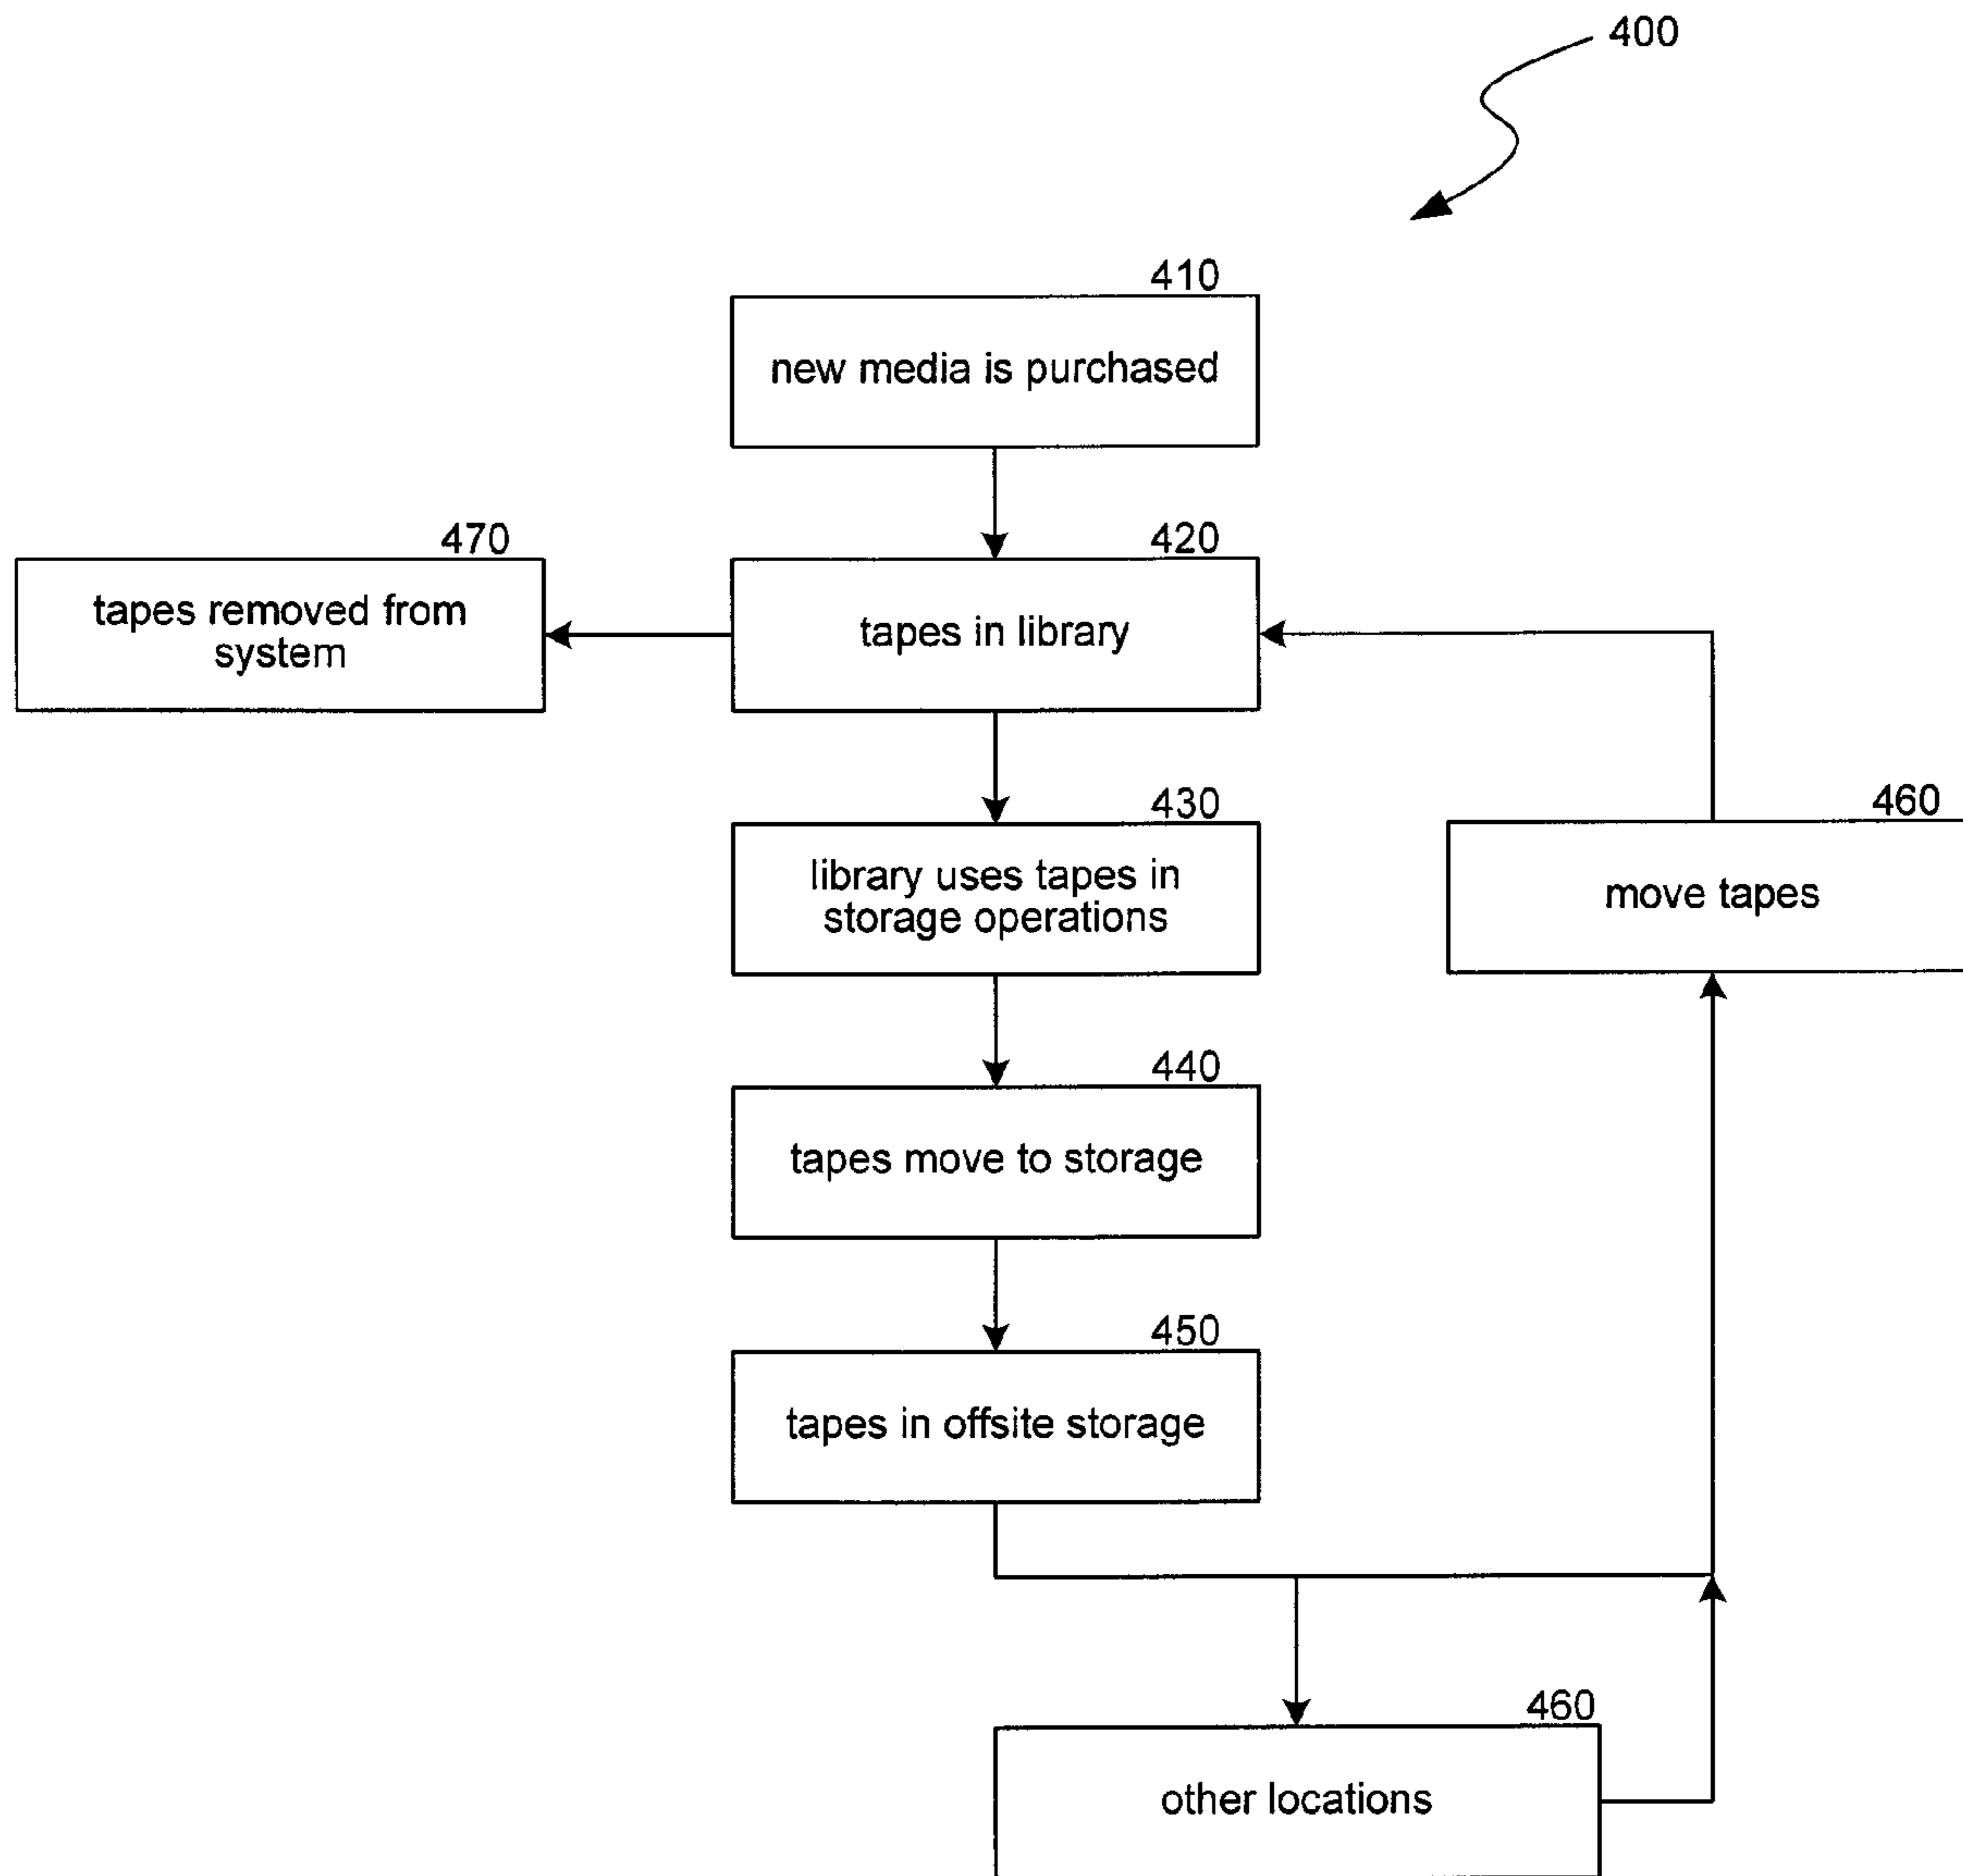 400
410
new media is purchased
470
tapes removed from
system
420
tapes in library
430
library uses tapes in
storage operations
460
move tapes
440
tapes move to storage
450
tapes in offsite storage
460
other locations